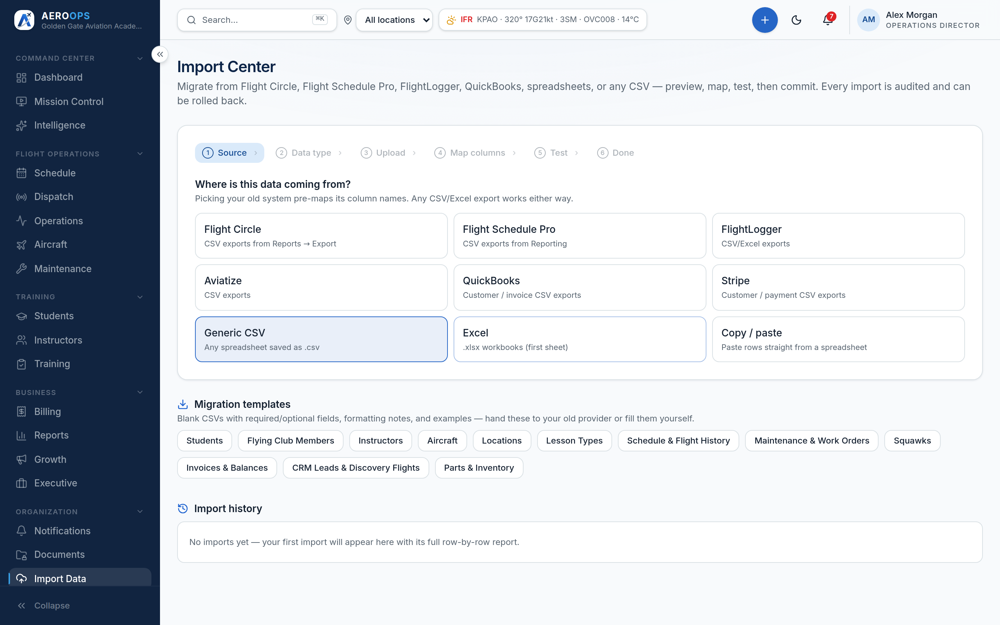 AEROOPS
Golden Gate Aviation Acade...
COMMAND CENTER
Dashboard
Mission Control
Intelligence
FLIGHT OPERATIONS
Schedule
Dispatch
Operations
Aircraft
Maintenance
TRAINING
Students
Instructors
Training
BUSINESS
Billing
Reports
Growth
Executive
ORGANIZATION
Notifications
Documents
Import Data
Collapse
Search...
⌘K
All locations
IFR KPAO · 320° 17G21kt · 3SM · OVC008 · 14°C
7
AM
Alex Morgan
OPERATIONS DIRECTOR
Import Center
Migrate from Flight Circle, Flight Schedule Pro, FlightLogger, QuickBooks, spreadsheets, or any CSV — preview, map, test, then commit. Every import is audited and can
be rolled back.
1 Source › 2 Data type › 3 Upload › 4 Map columns › 5 Test › 6 Done
Where is this data coming from?
Picking your old system pre-maps its column names. Any CSV/Excel export works either way.
Flight Circle
CSV exports from Reports → Export
Flight Schedule Pro
CSV exports from Reporting
FlightLogger
CSV/Excel exports
Aviatize
CSV exports
QuickBooks
Customer / invoice CSV exports
Stripe
Customer / payment CSV exports
Generic CSV
Any spreadsheet saved as .csv
Excel
.xlsx workbooks (first sheet)
Copy / paste
Paste rows straight from a spreadsheet
Migration templates
Blank CSVs with required/optional fields, formatting notes, and examples — hand these to your old provider or fill them yourself.
Students Flying Club Members Instructors Aircraft Locations Lesson Types Schedule & Flight History Maintenance & Work Orders Squawks
Invoices & Balances CRM Leads & Discovery Flights Parts & Inventory
Import history
No imports yet — your first import will appear here with its full row-by-row report.